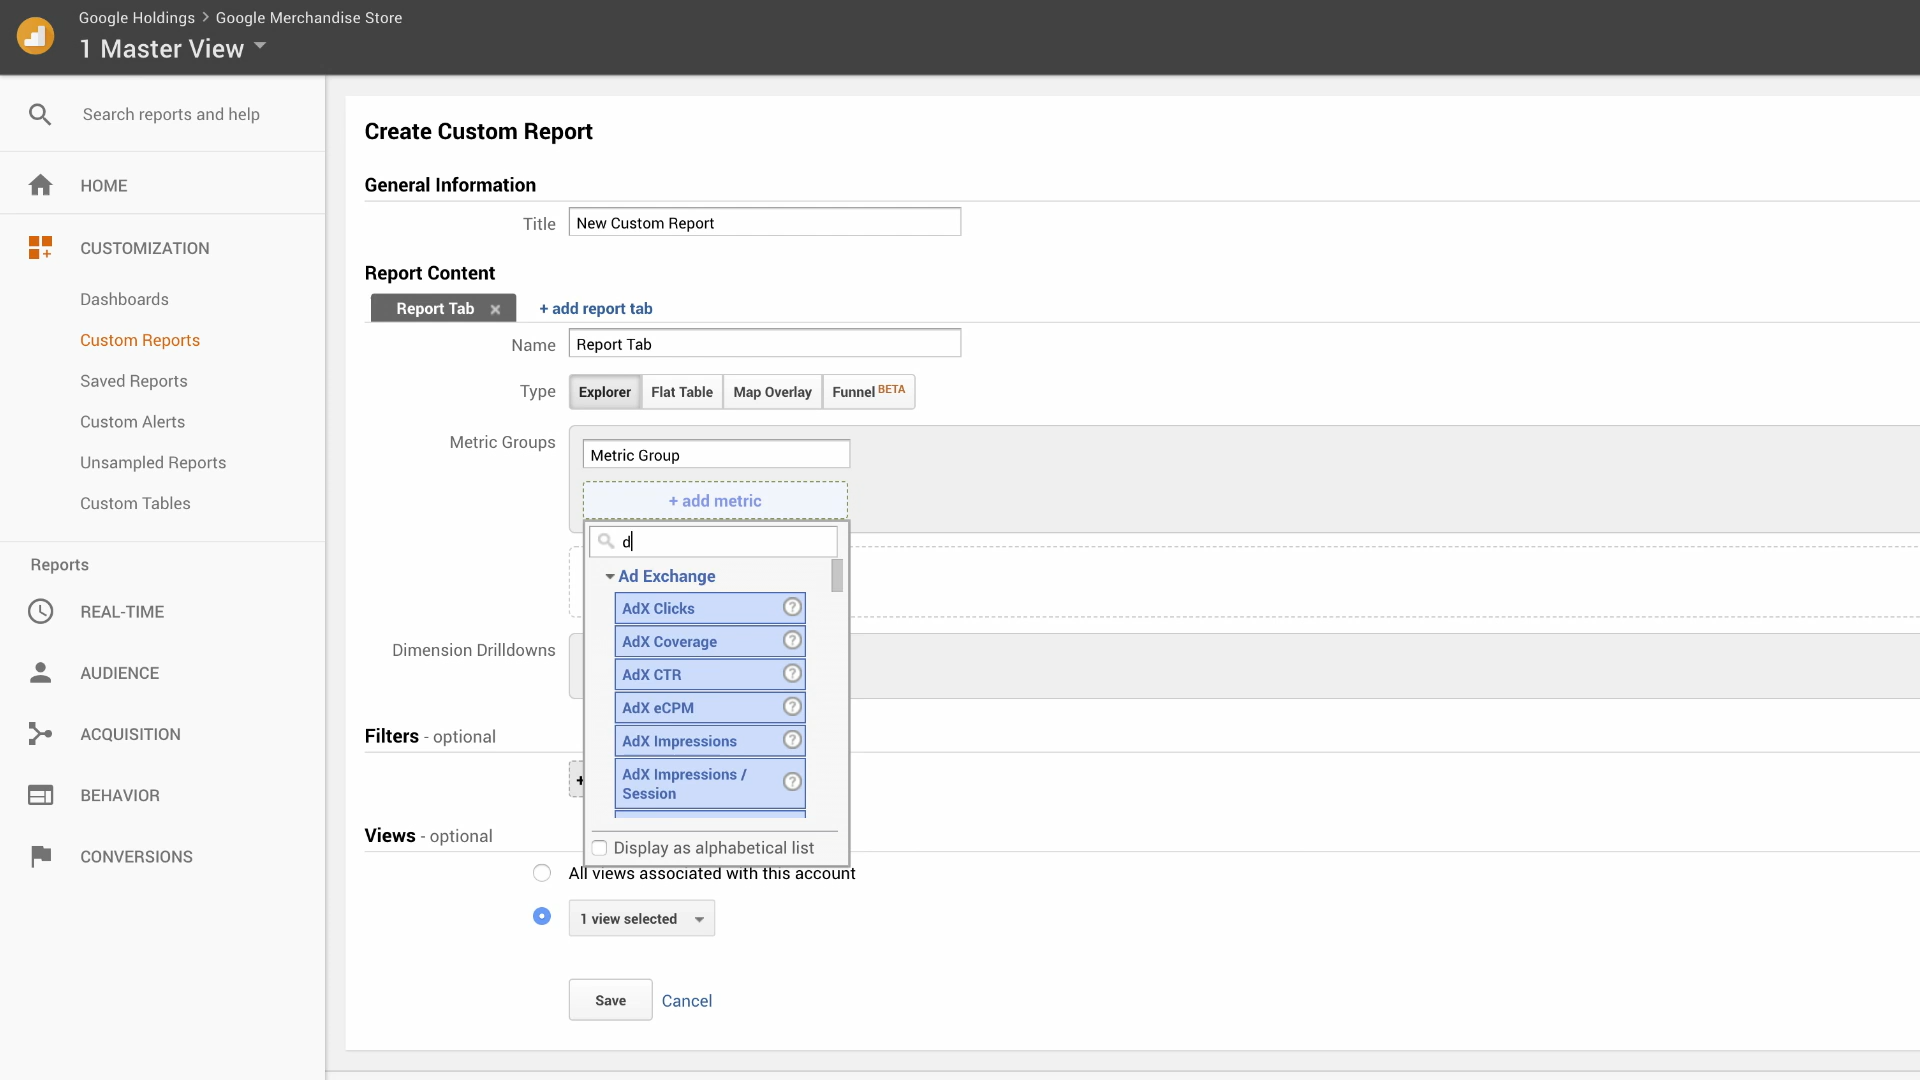 Google Holdings > Google Merchandise Store
1 Master View
Search reports and help
HOME
CUSTOMIZATION
Dashboards
Custom Reports
Saved Reports
Custom Alerts
Unsampled Reports
Custom Tables
Reports
REAL-TIME
AUDIENCE
ACQUISITION
BEHAVIOR
CONVERSIONS
Create Custom Report
General Information
Title New Custom Report
Report Content
Report Tab × + add report tab
Name Report Tab
Type Explorer Flat Table Map Overlay Funnel BETA
Metric Groups Metric Group
+ add metric
d
Ad Exchange
AdX Clicks ?
AdX Coverage ?
AdX CTR ?
AdX eCPM ?
AdX Impressions ?
AdX Impressions /
Session ?
Display as alphabetical list
Dimension Drilldowns
Filters - optional
+
Views - optional
All views associated with this account
1 view selected
Save Cancel